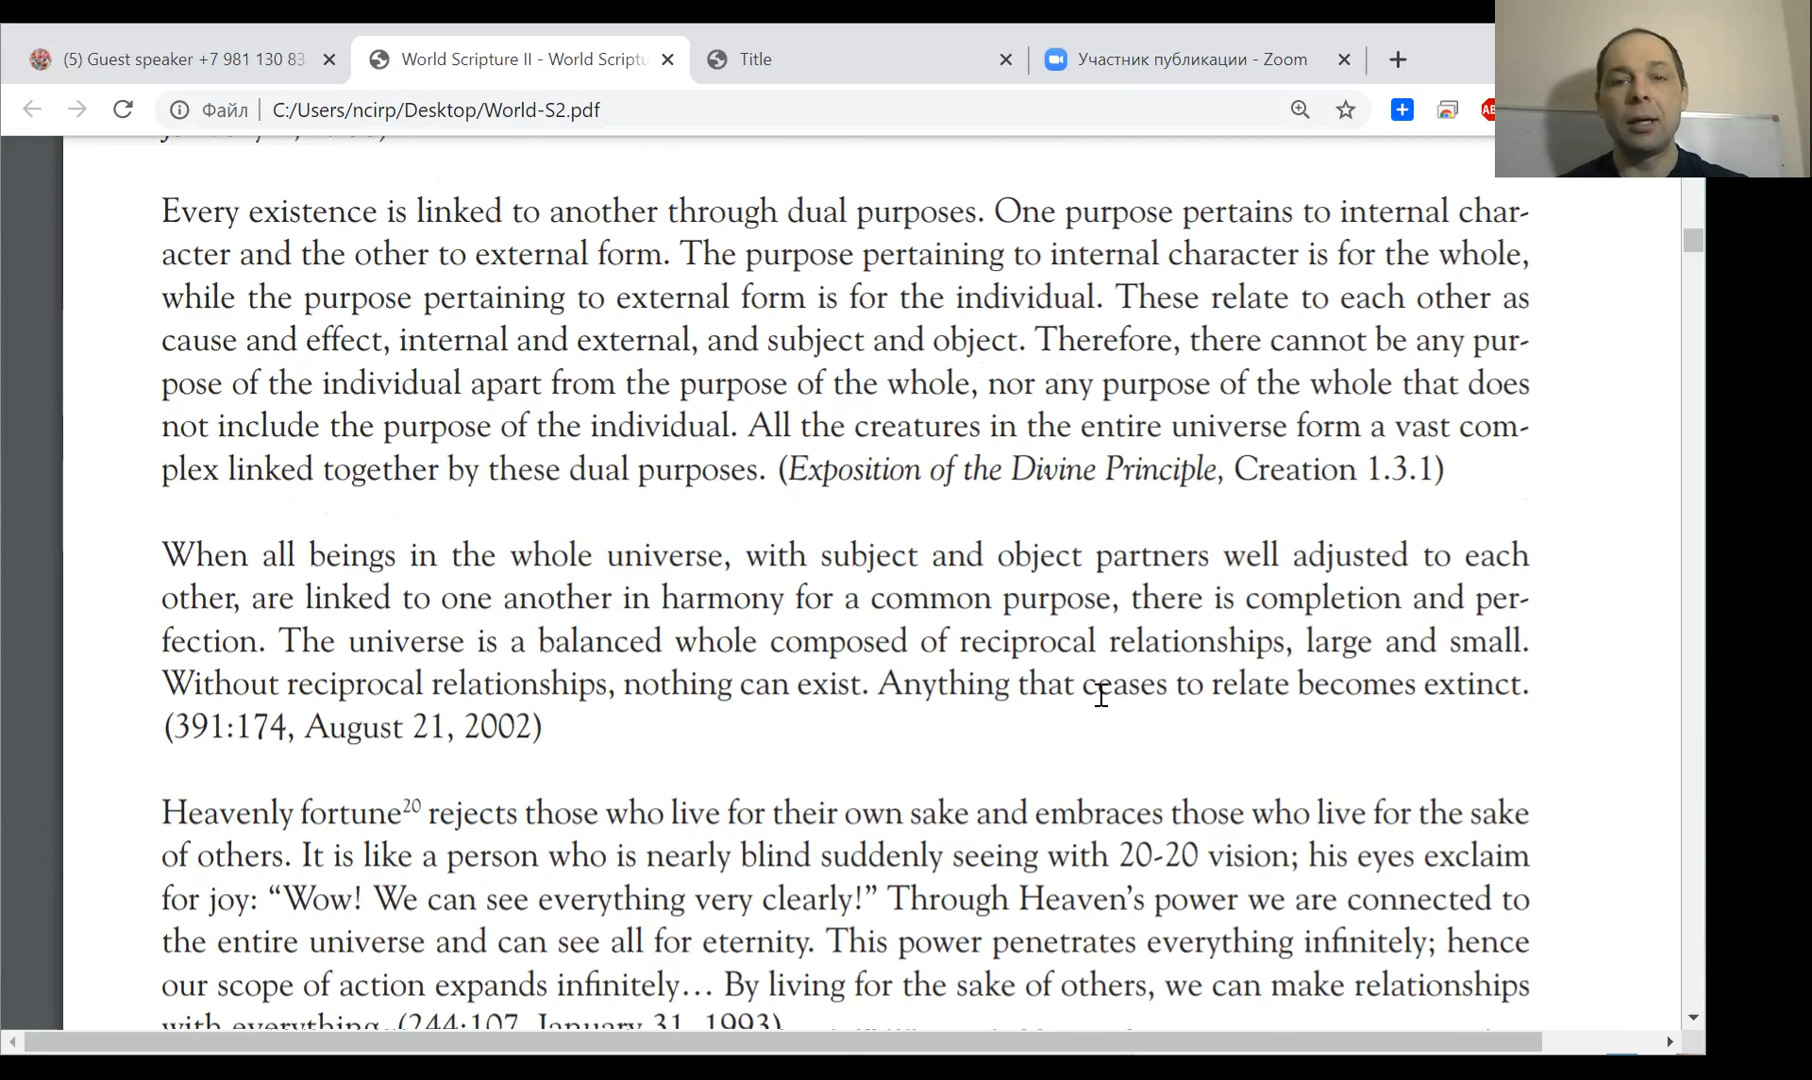 (5) Guest speaker +7 981 130 83
World Scripture II - World Scriptu
Title
Участник публикации - Zoom
Файл
C:/Users/ncirp/Desktop/World-S2.pdf
Every existence is linked to another through dual purposes. One purpose pertains to internal char-
acter and the other to external form. The purpose pertaining to internal character is for the whole,
while the purpose pertaining to external form is for the individual. These relate to each other as
cause and effect, internal and external, and subject and object. Therefore, there cannot be any pur-
pose of the individual apart from the purpose of the whole, nor any purpose of the whole that does
not include the purpose of the individual. All the creatures in the entire universe form a vast com-
plex linked together by these dual purposes. (Exposition of the Divine Principle, Creation 1.3.1)
When all beings in the whole universe, with subject and object partners well adjusted to each
other, are linked to one another in harmony for a common purpose, there is completion and per-
fection. The universe is a balanced whole composed of reciprocal relationships, large and small.
Without reciprocal relationships, nothing can exist. Anything that ceases to relate becomes extinct.
(391:174, August 21, 2002)
Heavenly fortune20 rejects those who live for their own sake and embraces those who live for the sake
of others. It is like a person who is nearly blind suddenly seeing with 20-20 vision; his eyes exclaim
for joy: “Wow! We can see everything very clearly!” Through Heaven’s power we are connected to
the entire universe and can see all for eternity. This power penetrates everything infinitely; hence
our scope of action expands infinitely… By living for the sake of others, we can make relationships
with everything. (244:107, January 31, 1993)